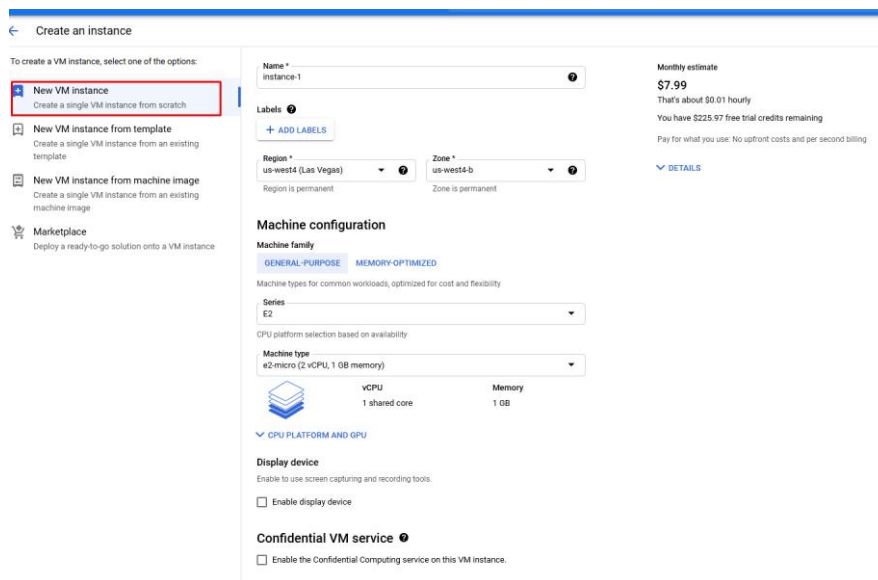 Create an instance
To create a VM instance, select one of the options:
New VM instance
Create a single VM instance from scratch
New VM instance from template
Create a single VM instance from an existing
template
New VM instance from machine image
Create a single VM instance from an existing
machine image
Marketplace
Deploy a ready-to-go solution onto a VM instance
Name *
instance-1
Labels
+ ADD LABELS
Region *
us-west4 (Las Vegas)
Region is permanent
Zone *
us-west4-b
Zone is permanent
Machine configuration
Machine family
GENERAL-PURPOSE MEMORY-OPTIMIZED
Machine types for common workloads, optimized for cost and flexibility
Series
E2
CPU platform selection based on availability
Machine type
e2-micro (2 vCPU, 1 GB memory)
vCPU Memory
1 shared core 1 GB
CPU PLATFORM AND GPU
Display device
Enable to use screen capturing and recording tools.
Enable display device
Confidential VM service
Enable the Confidential Computing service on this VM instance.
Monthly estimate
$7.99
That's about $0.01 hourly
You have $225.97 free trial credits remaining
Pay for what you use: No upfront costs and per second billing
DETAILS